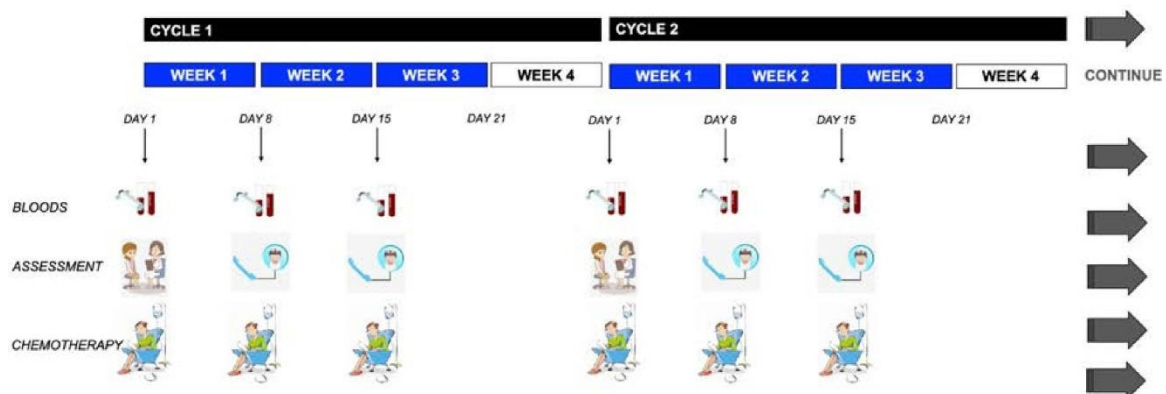 CYCLE 1 CYCLE 2
WEEK 1 WEEK 2 WEEK 3 WEEK 4 WEEK 1 WEEK 2 WEEK 3 WEEK 4 CONTINUE
DAY 1 DAY 8 DAY 15 DAY 21 DAY 1 DAY 8 DAY 15 DAY 21
BLOODS
ASSESSMENT
CHEMOTHERAPY